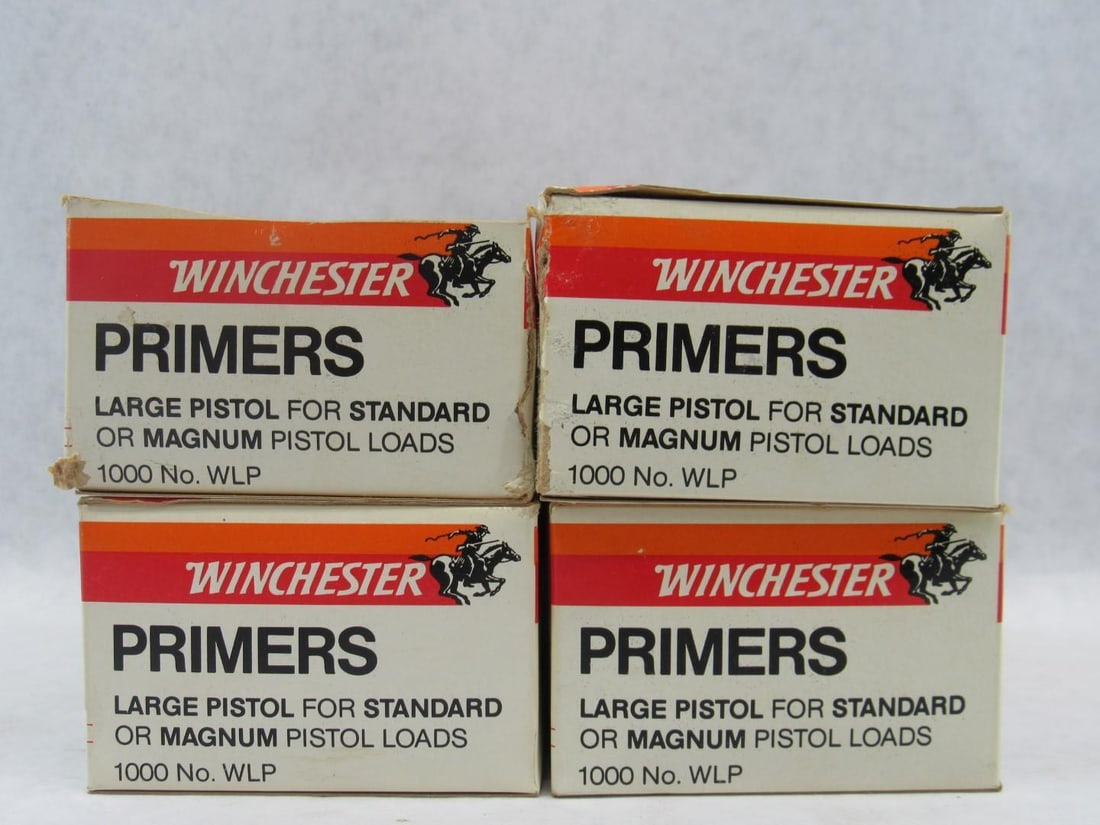 WINCHESTER
PRIMERS
LARGE PISTOL FOR STANDARD
OR MAGNUM PISTOL LOADS
1000 No. WLP
WINCHESTER
PRIMERS
LARGE PISTOL FOR STANDARD
OR MAGNUM PISTOL LOADS
1000 No. WLP
WINCHESTER
PRIMERS
LARGE PISTOL FOR STANDARD
OR MAGNUM PISTOL LOADS
1000 No. WLP
WINCHESTER
PRIMERS
LARGE PISTOL FOR STANDARD
OR MAGNUM PISTOL LOADS
1000 No. WLP